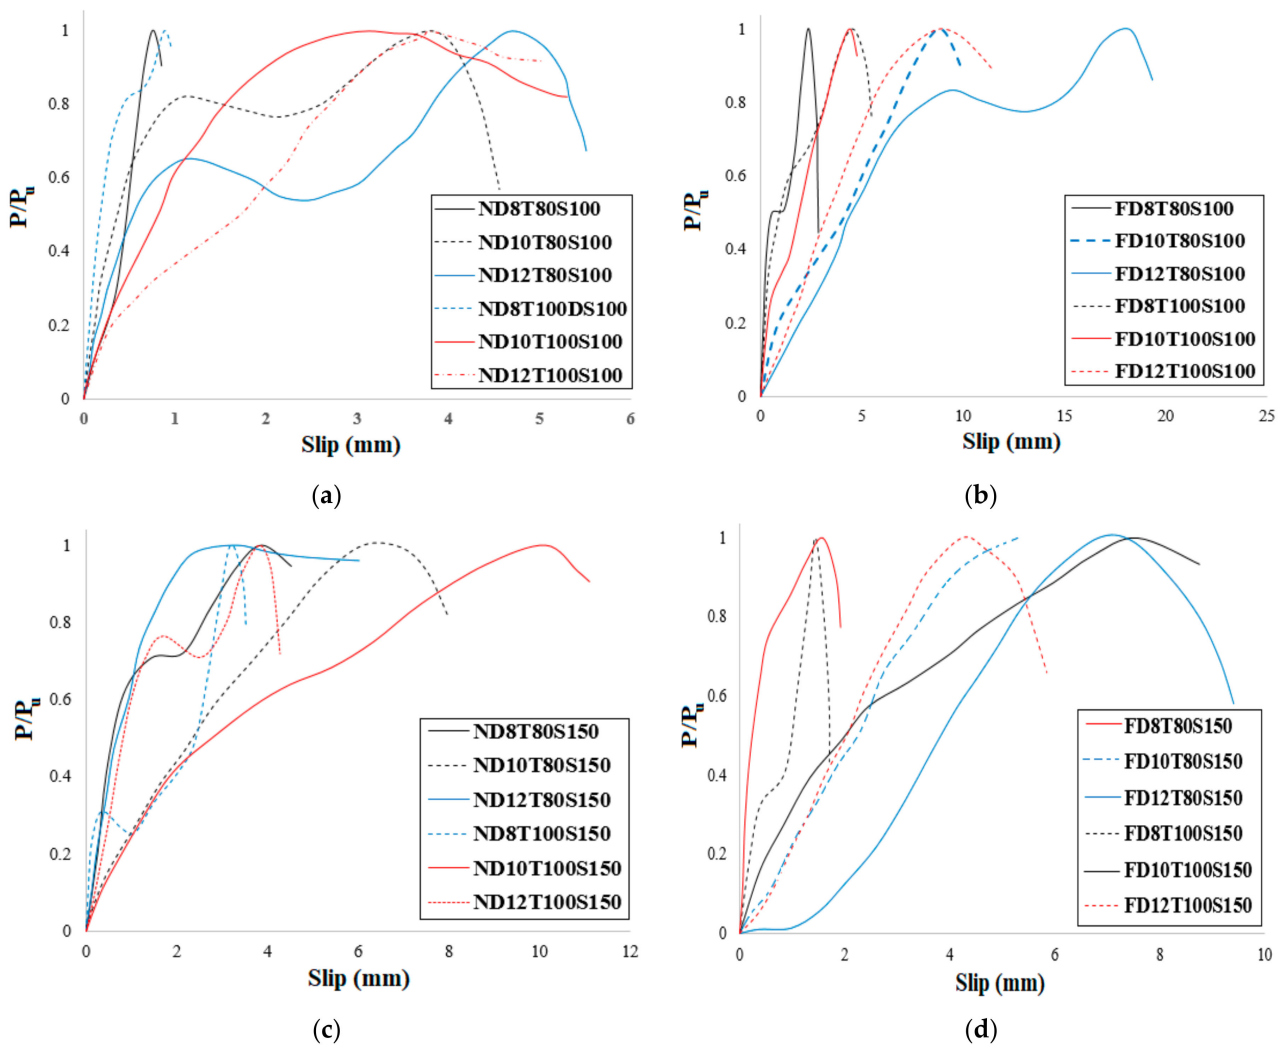 1
0.8
0.6
0.4
0.2
0
P/Pu
0 1 2 3 4 5 6
Slip (mm)
ND8T80S100
ND10T80S100
ND12T80S100
ND8T100DS100
ND10T100S100
ND12T100S100
(a)
1
0.8
0.6
0.4
0.2
0
P/Pu
0 5 10 15 20 25
Slip (mm)
FD8T80S100
FD10T80S100
FD12T80S100
FD8T100S100
FD10T100S100
FD12T100S100
(b)
1
0.8
0.6
0.4
0.2
0
P/Pu
0 2 4 6 8 10 12
Slip (mm)
ND8T80S150
ND10T80S150
ND12T80S150
ND8T100S150
ND10T100S150
ND12T100S150
(c)
1
0.8
0.6
0.4
0.2
0
P/Pu
0 2 4 6 8 10
Slip (mm)
FD8T80S150
FD10T80S150
FD12T80S150
FD8T100S150
FD10T100S150
FD12T100S150
(d)